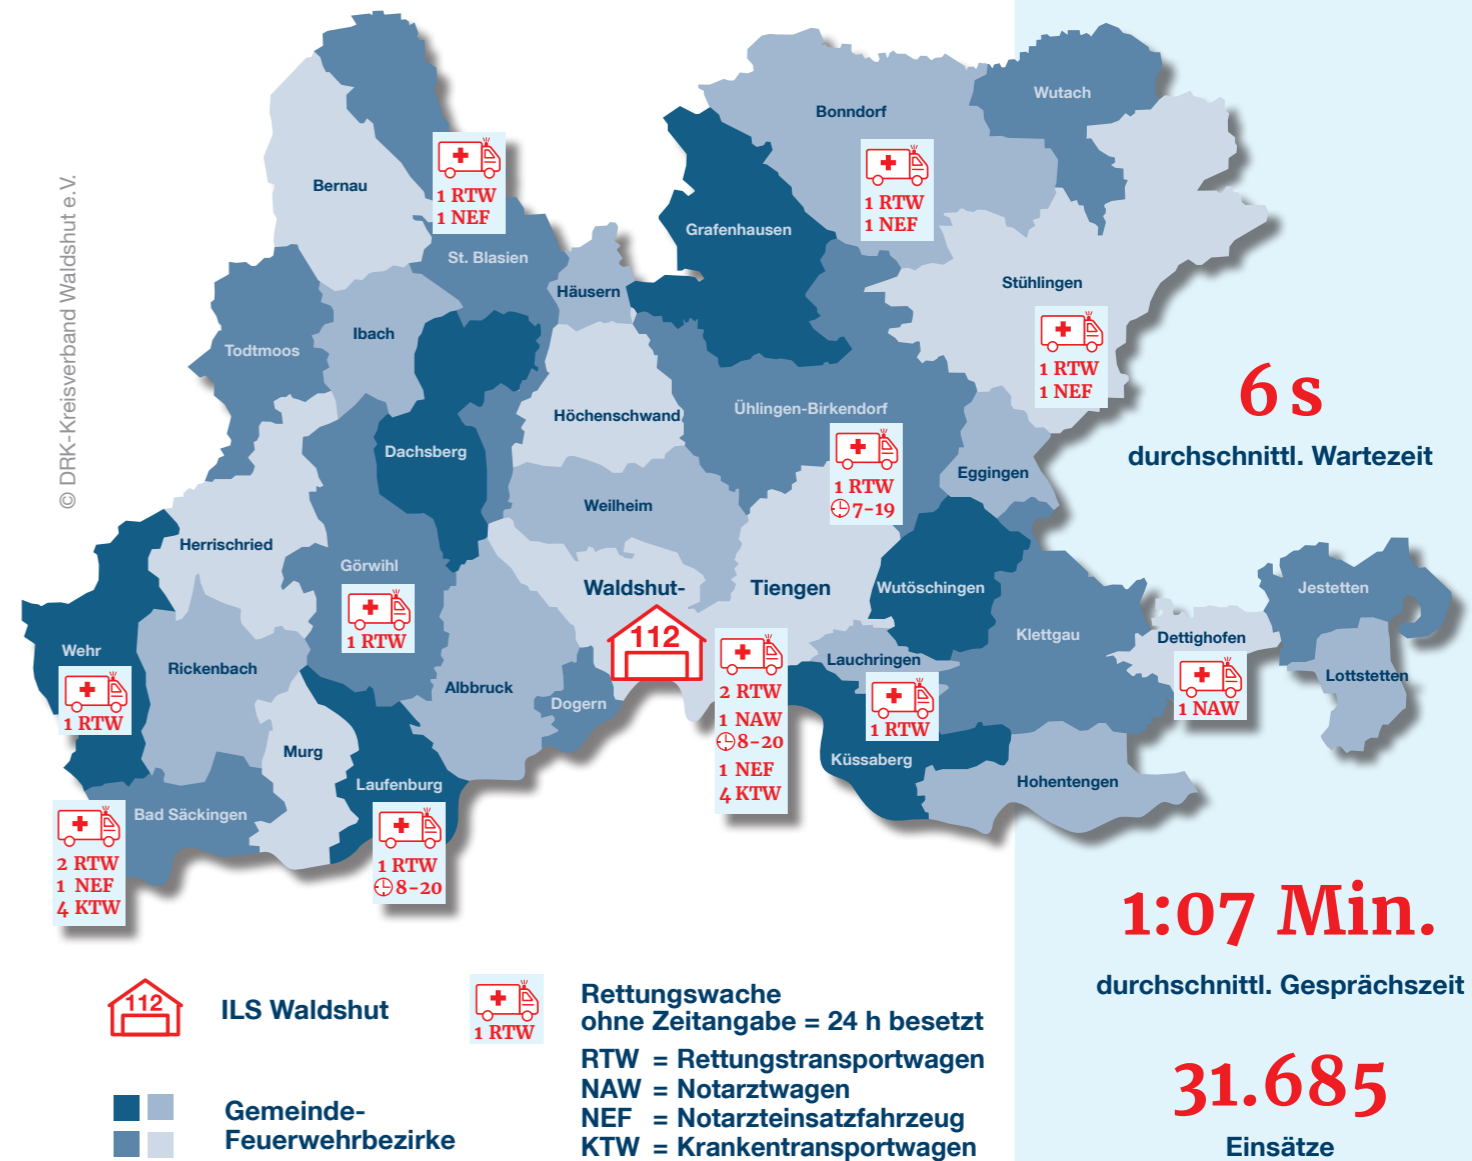 © DRK-Kreisverband Waldshut e.V.
Wutach
Bonndorf
Bernau
1 RTW
1 NEF
1 RTW
1 NEF
Grafenhausen
St. Blasien
Stühlingen
Häusern
Ibach
Todtmoos
1 RTW
1 NEF
6 s
durchschnittl. Wartezeit
Höchenschwand
Ühlingen-Birkendorf
Dachsberg
Eggingen
1 RTW
7–19
Weilheim
Herrischried
Görwihl
1 RTW
Waldshut-
Tiengen
112
Wutöschingen
Jestetten
Klettgau
Dettighofen
1 NAW
Lottstetten
Wehr
1 RTW
Rickenbach
Albbruck
Dogern
Lauchringen
1 RTW
2 RTW
1 NAW
8–20
1 NEF
4 KTW
Murg
Küssaberg
Hohentengen
Laufenburg
1 RTW
8–20
Bad Säckingen
2 RTW
1 NEF
4 KTW
1:07 Min.
durchschnittl. Gesprächszeit
31.685
Einsätze
112
ILS Waldshut
1 RTW
Rettungswache
ohne Zeitangabe = 24 h besetzt
RTW = Rettungstransportwagen
NAW = Notarztwagen
NEF = Notarzteinsatzfahrzeug
KTW = Krankentransportwagen
Gemeinde-
Feuerwehrbezirke